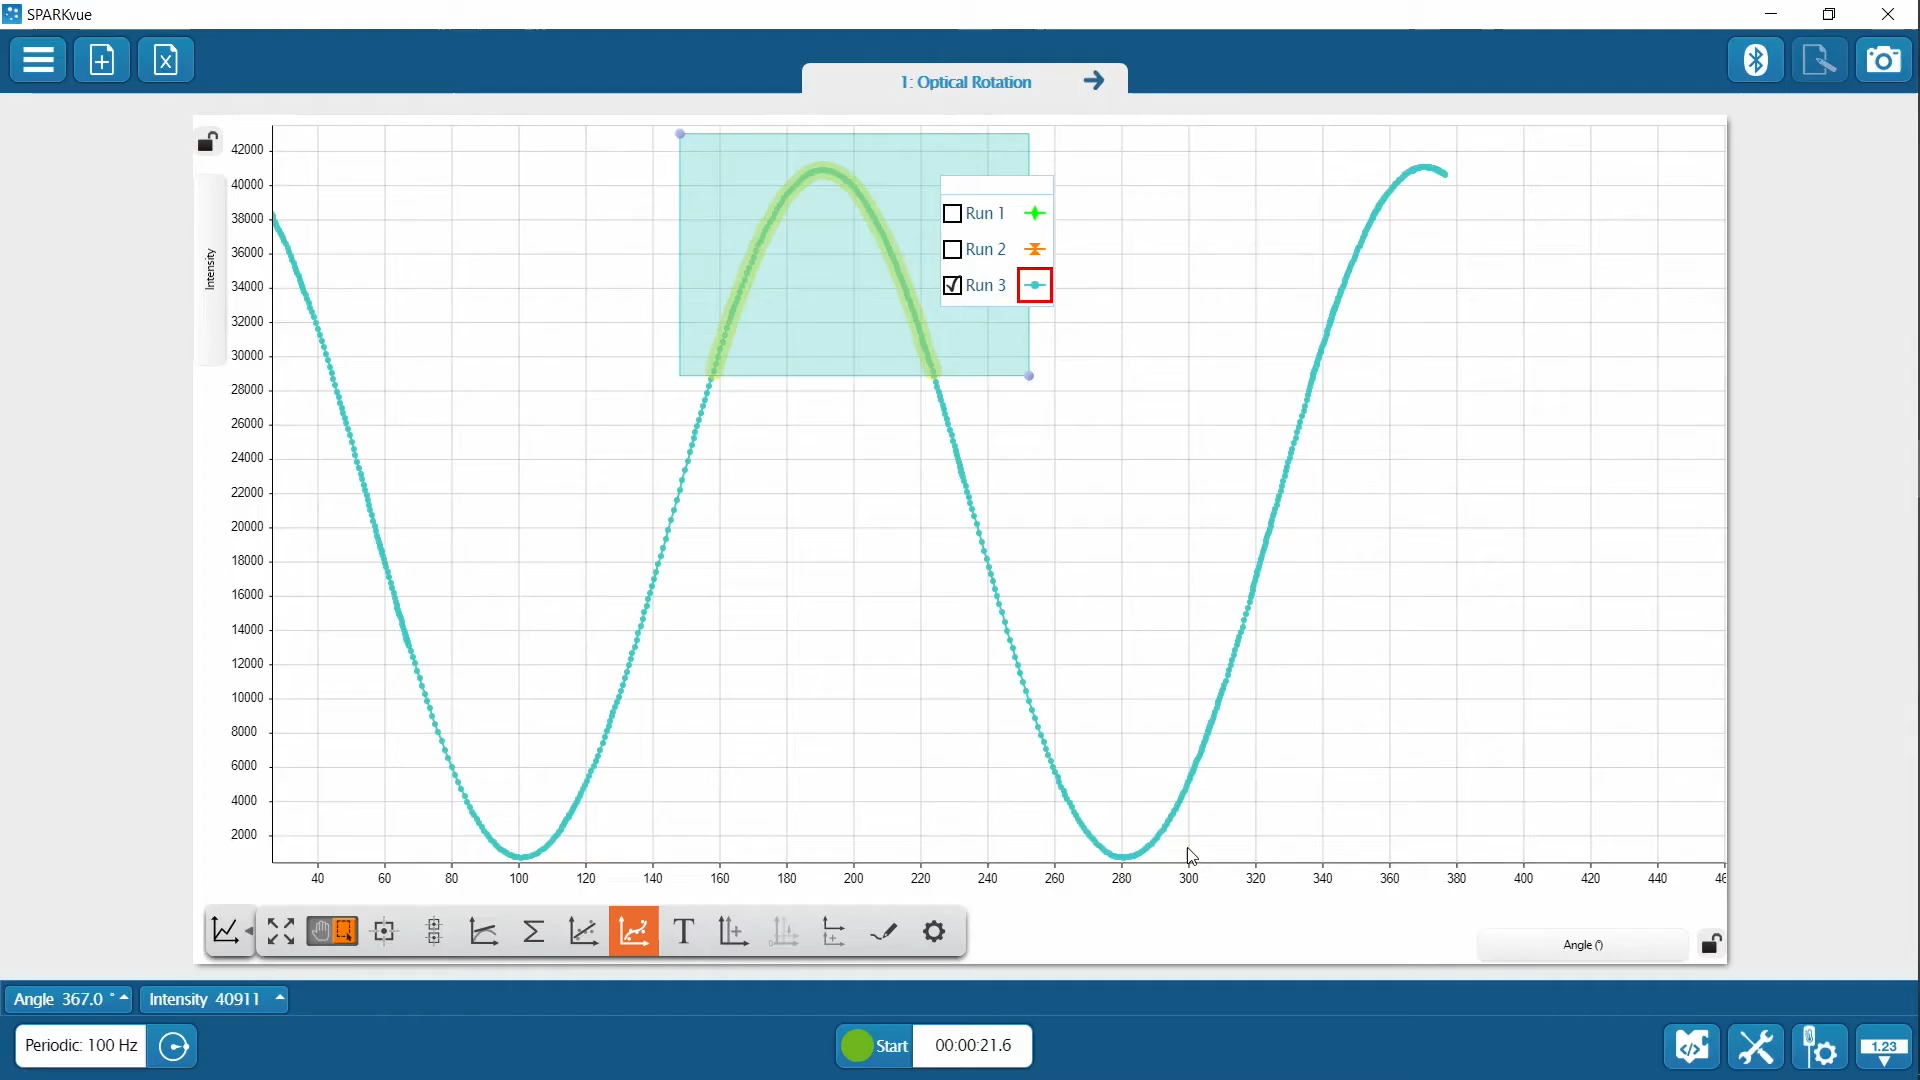 SPARKvue
1: Optical Rotation
42000
40000
38000
36000
34000
32000
30000
28000
26000
24000
22000
20000
18000
16000
14000
12000
10000
8000
6000
4000
2000
Intensity
Run 1
Run 2
Run 3
40 60 80 100 120 140 160 180 200 220 240 260 280 300 320 340 360 380 400 420 440 46
T
Angle (°)
Angle 367.0 ° Intensity 40911
Periodic: 100 Hz
Start 00:00:21.6
1.23